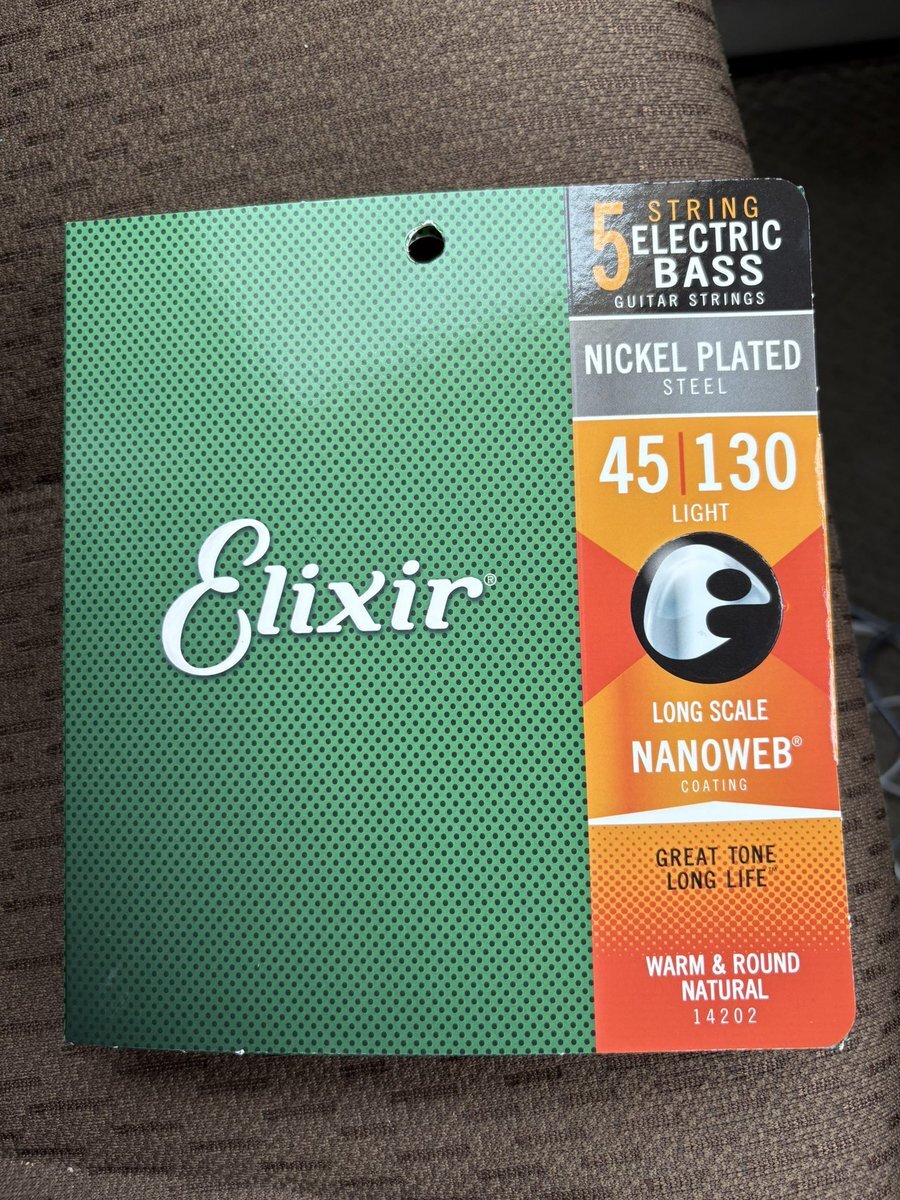 Elixir®
5 STRING
ELECTRIC
BASS
GUITAR STRINGS
NICKEL PLATED
STEEL
45|130
LIGHT
LONG SCALE
NANOWEB®
COATING
GREAT TONE
LONG LIFE™
WARM & ROUND
NATURAL
14202